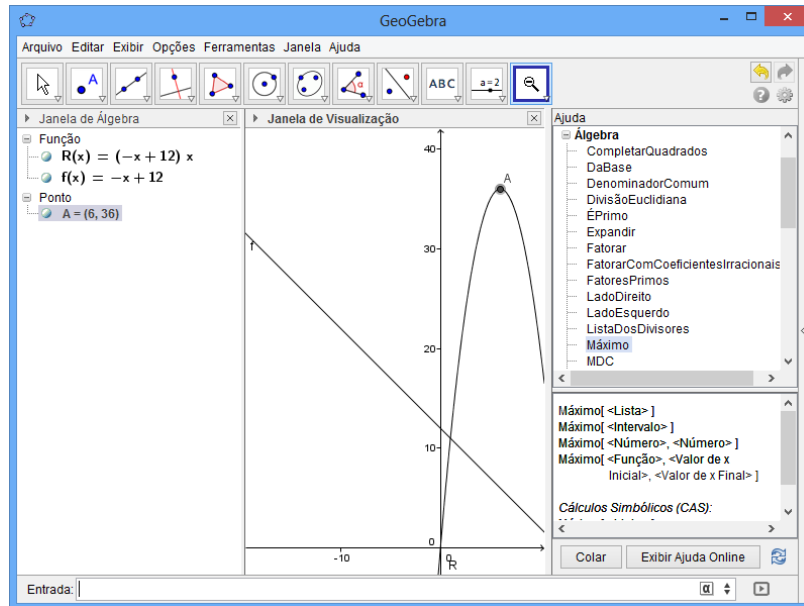 GeoGebra
Arquivo Editar Exibir Opções Ferramentas Janela Ajuda
A
α
ABC
a=2
Janela de Álgebra
Função
R(x) = (−x + 12) x
f(x) = −x + 12
Ponto
A = (6, 36)
Janela de Visualização
40
30
20
10
0
-10
0
A
f
R
Ajuda
Álgebra
CompletarQuadrados
DaBase
DenominadorComum
DivisãoEuclidiana
ÉPrimo
Expandir
Fatorar
FatorarComCoeficientesIrracionais
FatoresPrimos
LadoDireito
LadoEsquerdo
ListaDosDivisores
Máximo
MDC
Máximo[ <Lista> ]
Máximo[ <Intervalo> ]
Máximo[ <Número>, <Número> ]
Máximo[ <Função>, <Valor de x
Inicial>, <Valor de x Final> ]
Cálculos Simbólicos (CAS):
Colar
Exibir Ajuda Online
Entrada:
α